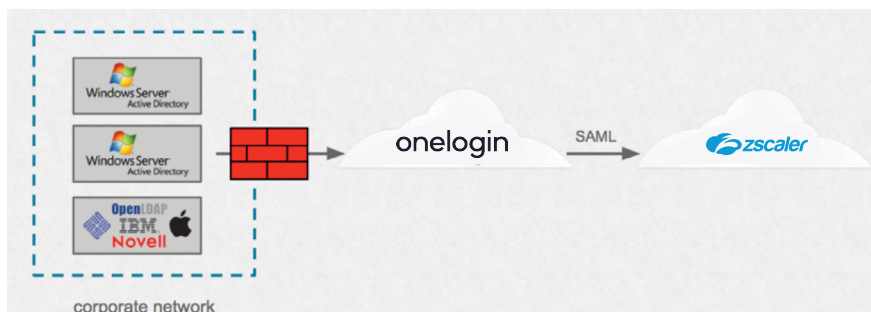 Windows Server
Active Directory
Windows Server
Active Directory
OpenLDAP
IBM
Novell
corporate network
onelogin
SAML
zscaler